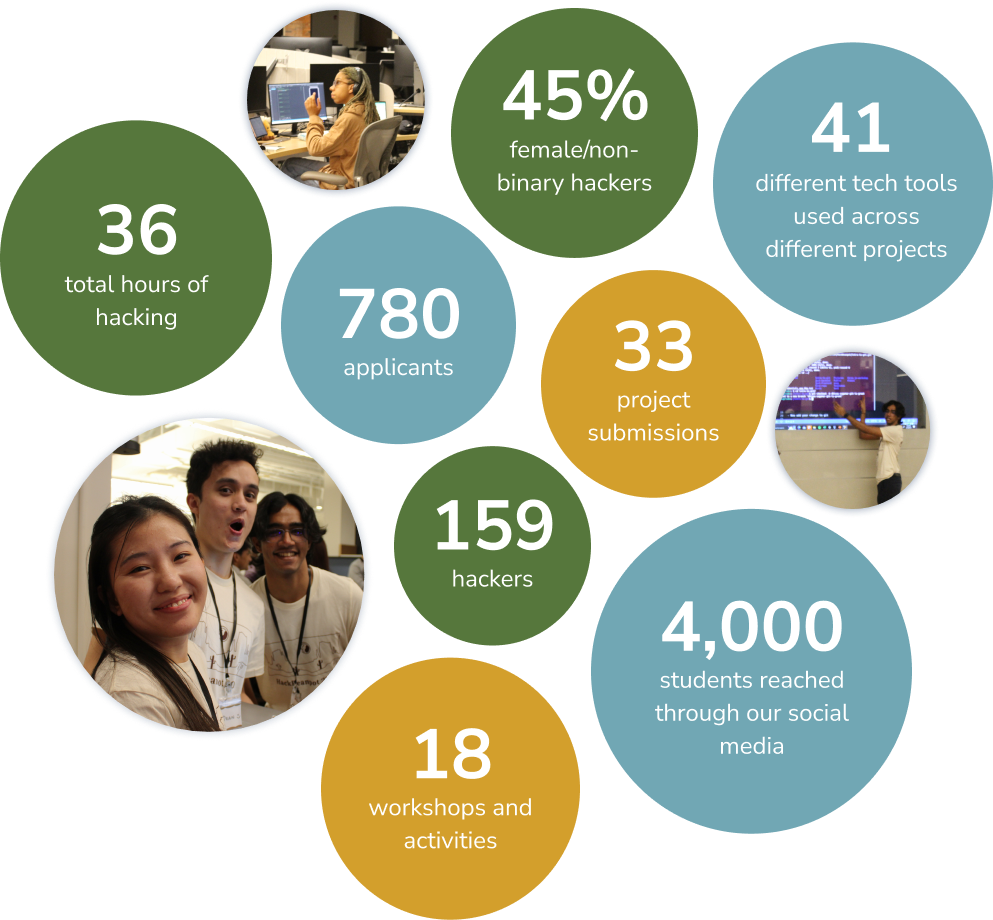 45%
female/non-
binary hackers
41
different tech tools
used across
different projects
36
total hours of
hacking
780
applicants
33
project
submissions
159
hackers
4,000
students reached
through our social
media
18
workshops and
activities